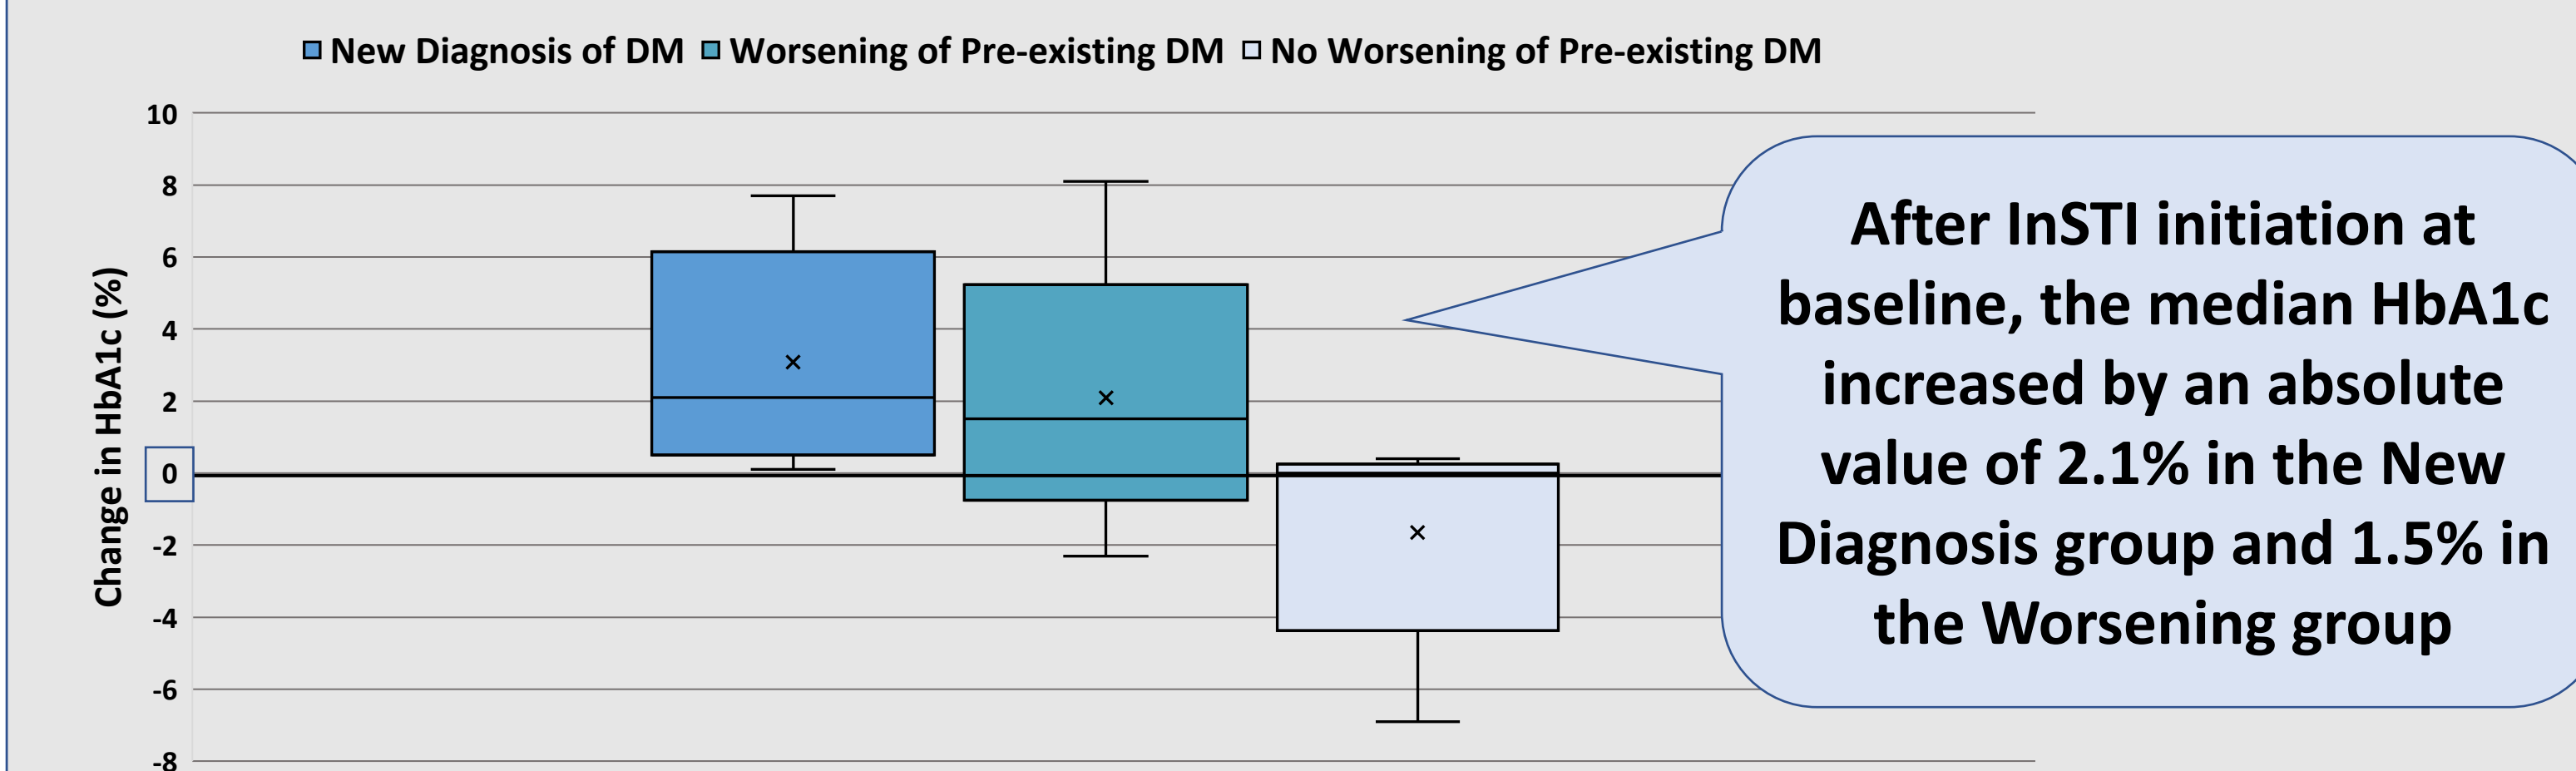 New Diagnosis of DM Worsening of Pre-existing DM No Worsening of Pre-existing DM
10
8
6
4
2
0
-2
-4
-6
-8
Change in HbA1c (%)
After InSTI initiation at
baseline, the median HbA1c
increased by an absolute
value of 2.1% in the New
Diagnosis group and 1.5% in
the Worsening group